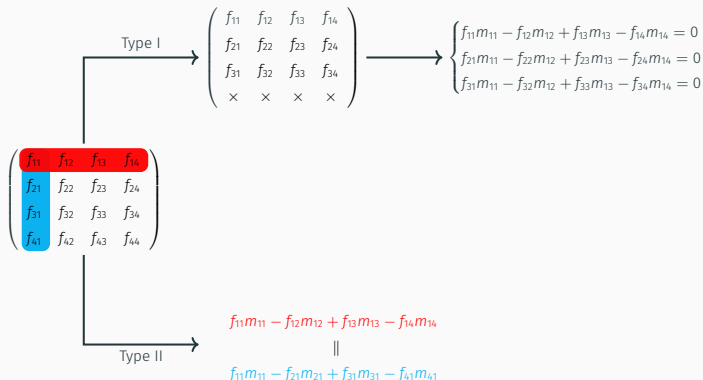 Type I
f₁₁ f₁₂ f₁₃ f₁₄
f₂₁ f₂₂ f₂₃ f₂₄
f₃₁ f₃₂ f₃₃ f₃₄
× × × ×
f₁₁m₁₁ − f₁₂m₁₂ + f₁₃m₁₃ − f₁₄m₁₄ = 0
f₂₁m₁₁ − f₂₂m₁₂ + f₂₃m₁₃ − f₂₄m₁₄ = 0
f₃₁m₁₁ − f₃₂m₁₂ + f₃₃m₁₃ − f₃₄m₁₄ = 0
f₁₁ f₁₂ f₁₃ f₁₄
f₂₁ f₂₂ f₂₃ f₂₄
f₃₁ f₃₂ f₃₃ f₃₄
f₄₁ f₄₂ f₄₃ f₄₄
Type II
f₁₁m₁₁ − f₁₂m₁₂ + f₁₃m₁₃ − f₁₄m₁₄
||
f₁₁m₁₁ − f₂₁m₂₁ + f₃₁m₃₁ − f₄₁m₄₁